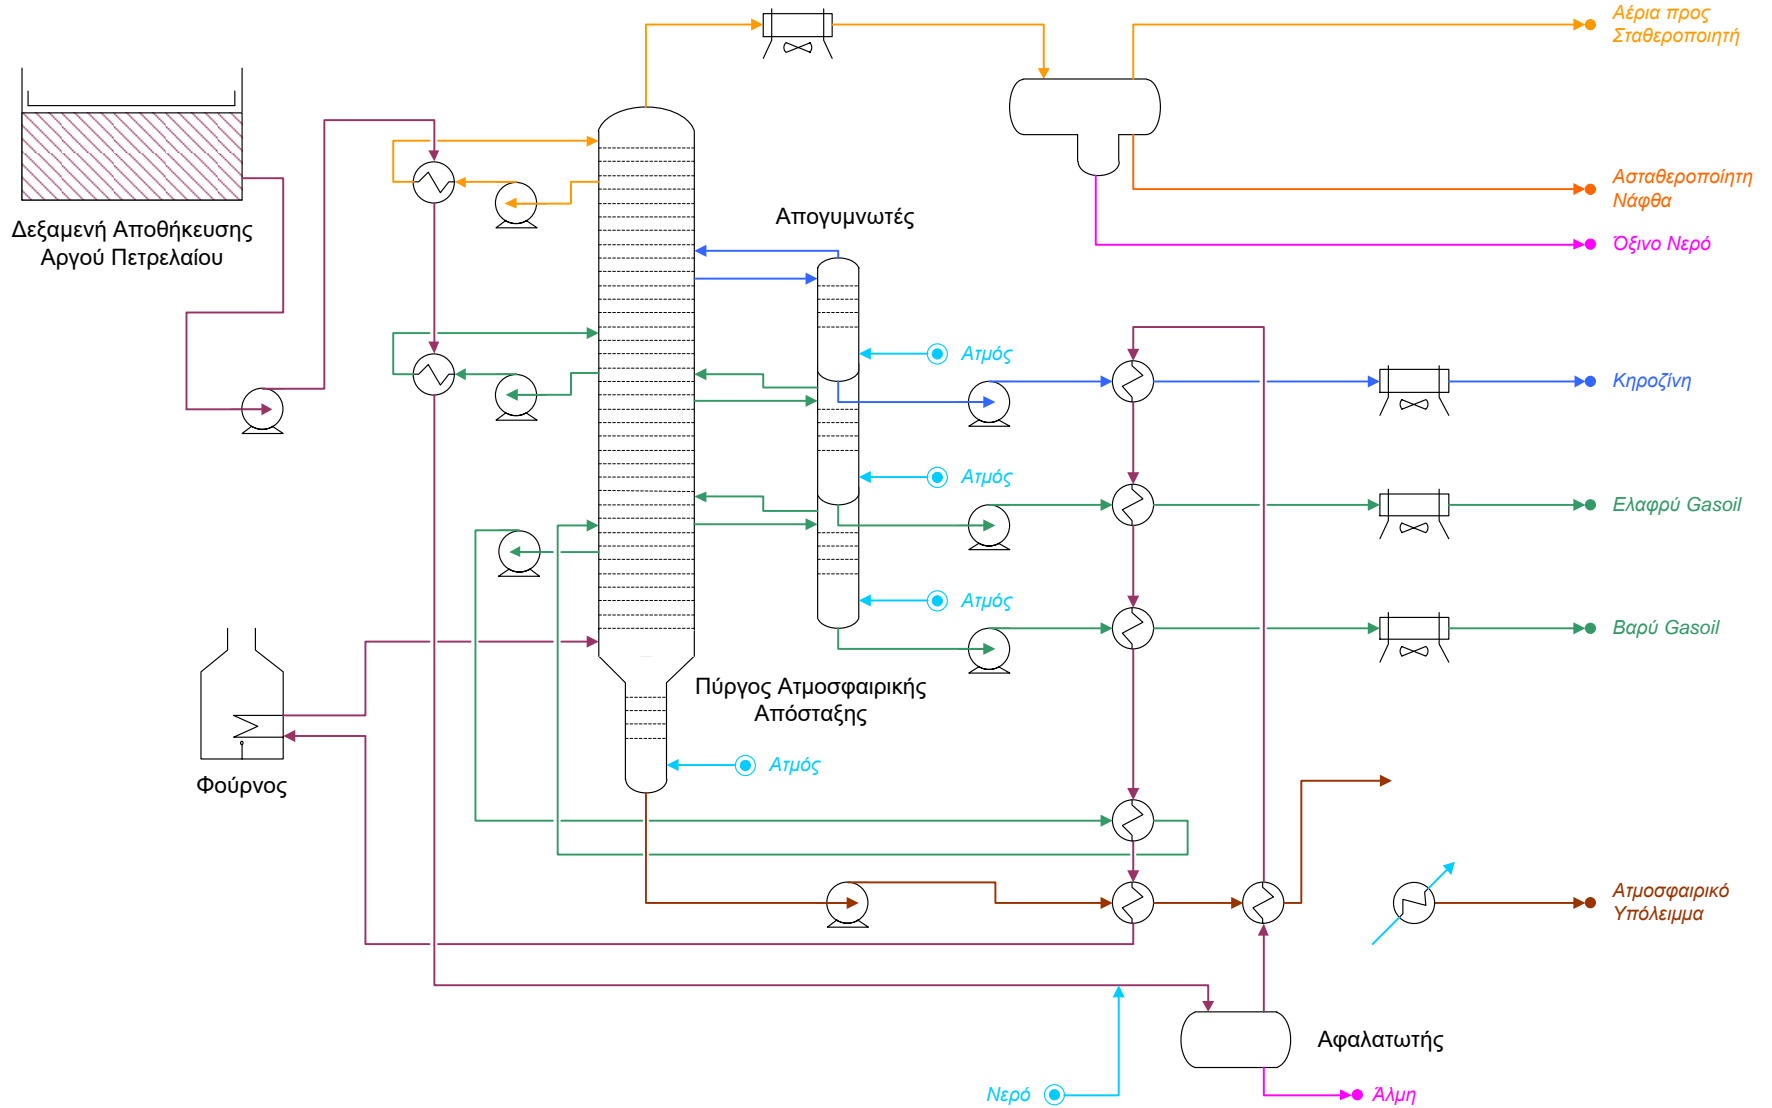 Αέρια προς
Σταθεροποιητή
Ασταθεροποίητη
Νάφθα
Απογυμνωτές
Δεξαμενή Αποθήκευσης
Αργού Πετρελαίου
Όξινο Νερό
Ατμός
Κηροζίνη
Ατμός
Ελαφρύ Gasoil
Ατμός
Βαρύ Gasoil
Πύργος Ατμοσφαιρικής
Απόσταξης
Ατμός
Φούρνος
Ατμοσφαιρικό
Υπόλειμμα
Αφαλατωτής
Νερό
Άλμη